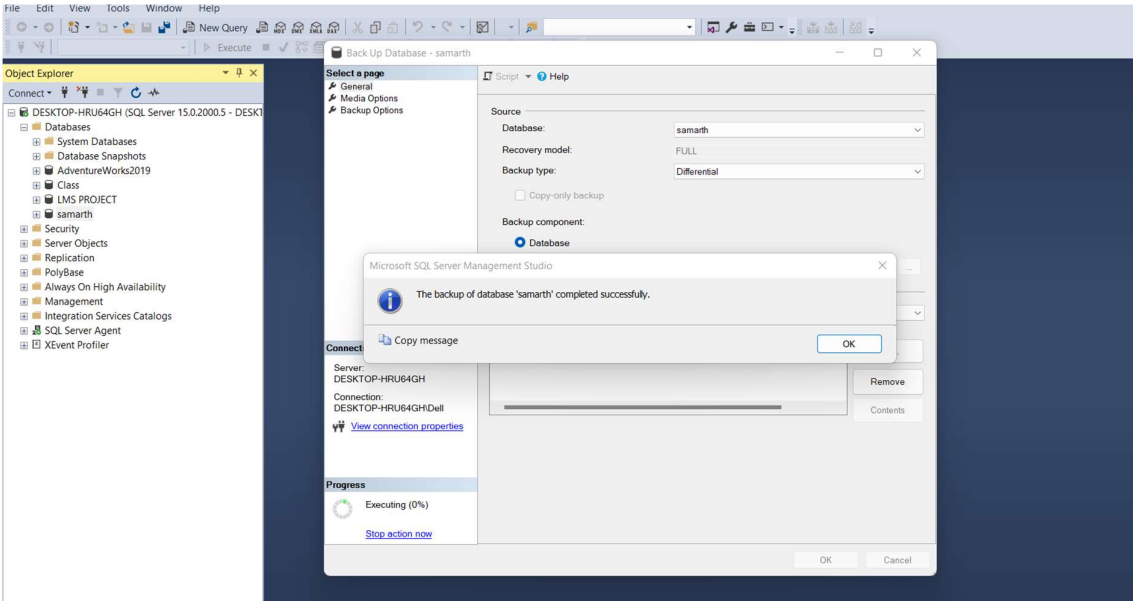 File Edit View Tools Window Help
New Query
Execute
Object Explorer
Connect
DESKTOP-HRU64GH (SQL Server 15.0.2000.5 - DESKT
Databases
System Databases
Database Snapshots
AdventureWorks2019
Class
LMS PROJECT
samarth
Security
Server Objects
Replication
PolyBase
Always On High Availability
Management
Integration Services Catalogs
SQL Server Agent
XEvent Profiler
Back Up Database - samarth
Select a page
General
Media Options
Backup Options
Script Help
Source
Database: samarth
Recovery model: FULL
Backup type: Differential
Copy-only backup
Backup component:
Database
Microsoft SQL Server Management Studio
The backup of database 'samarth' completed successfully.
Copy message
OK
Connect
Server:
DESKTOP-HRU64GH
Connection:
DESKTOP-HRU64GH\Dell
View connection properties
Remove
Contents
Progress
Executing (0%)
Stop action now
OK Cancel